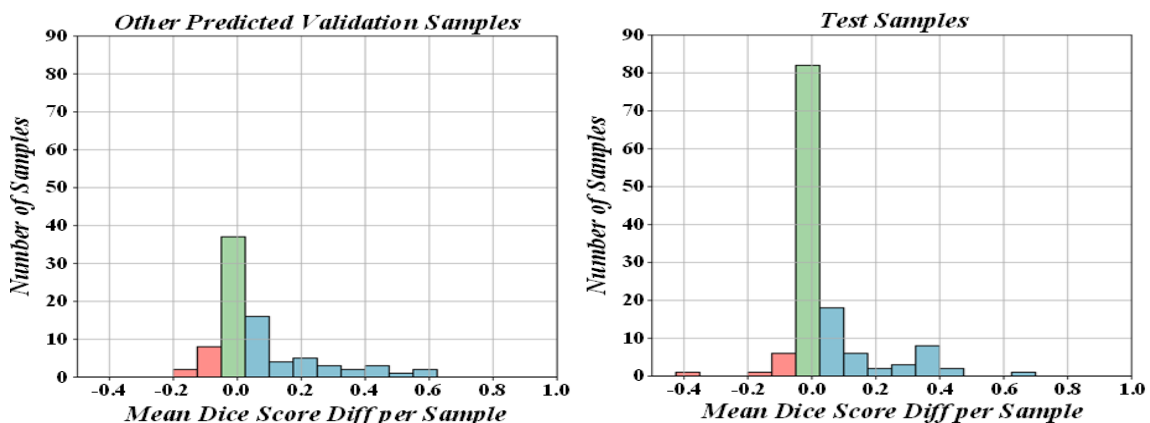 Other Predicted Validation Samples
90
80
70
60
50
40
30
20
10
0
Number of Samples
-0.4 -0.2 0.0 0.2 0.4 0.6 0.8 1.0
Mean Dice Score Diff per Sample
Test Samples
90
80
70
60
50
40
30
20
10
0
Number of Samples
-0.4 -0.2 0.0 0.2 0.4 0.6 0.8 1.0
Mean Dice Score Diff per Sample